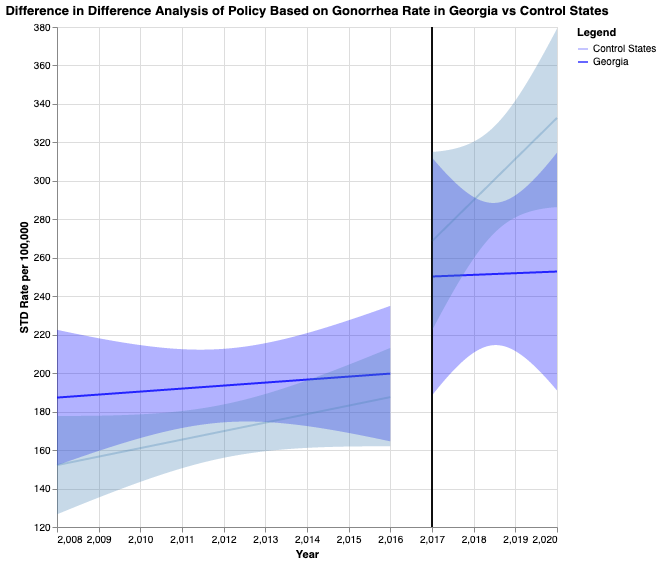 Difference in Difference Analysis of Policy Based on Gonorrhea Rate in Georgia vs Control States
Legend
Control States
Georgia
STD Rate per 100,000
380
360
340
320
300
280
260
240
220
200
180
160
140
120
2,008 2,009 2,010 2,011 2,012 2,013 2,014 2,015 2,016 2,017 2,018 2,019 2,020
Year